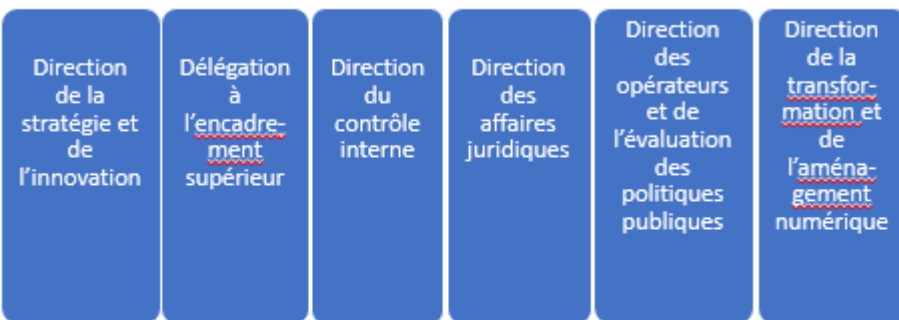 Direction
de la
stratégie et
de
l'innovation
Délégation
à
l'encadre-
ment
supérieur
Direction
du
contrôle
interne
Direction
des
affaires
juridiques
Direction
des
opérateurs
et de
l'évaluation
des
politiques
publiques
Direction
de la
transfor-
mation et
de
l'aména-
gement
numérique